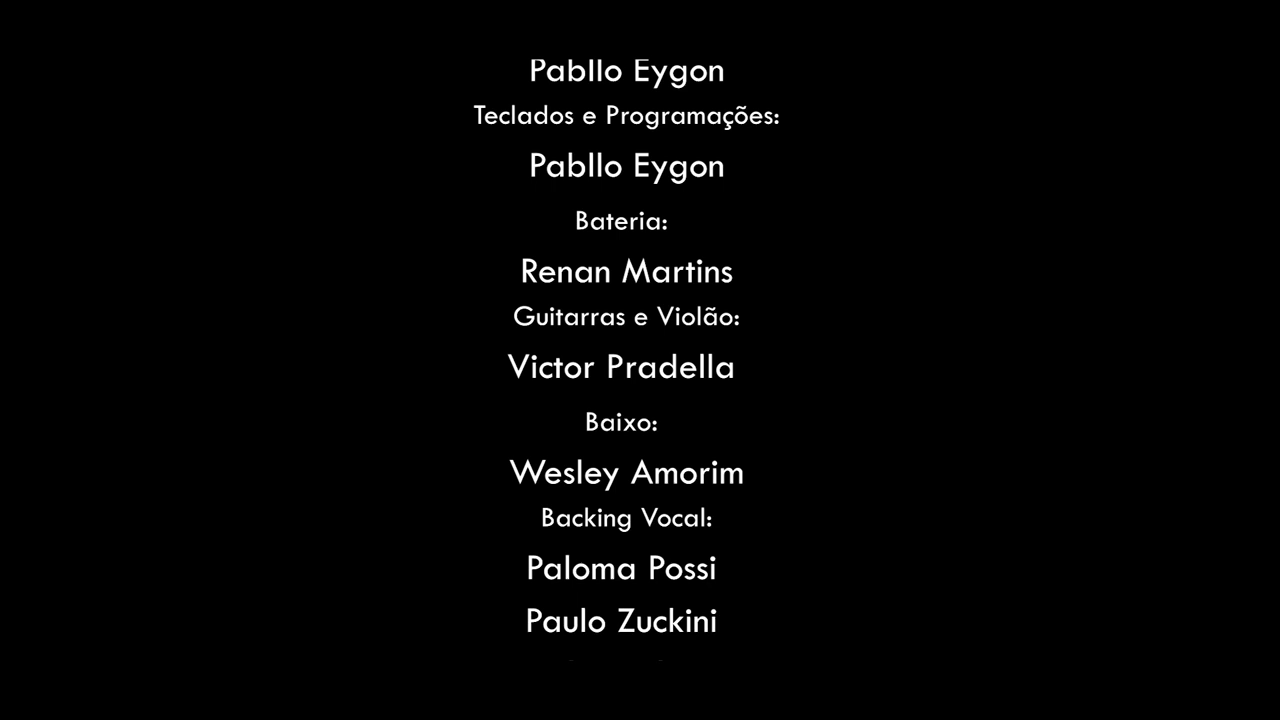 Pabllo Eygon
Teclados e Programações:
Pabllo Eygon
Bateria:
Renan Martins
Guitarras e Violão:
Victor Pradella
Baixo:
Wesley Amorim
Backing Vocal:
Paloma Possi
Paulo Zuckini